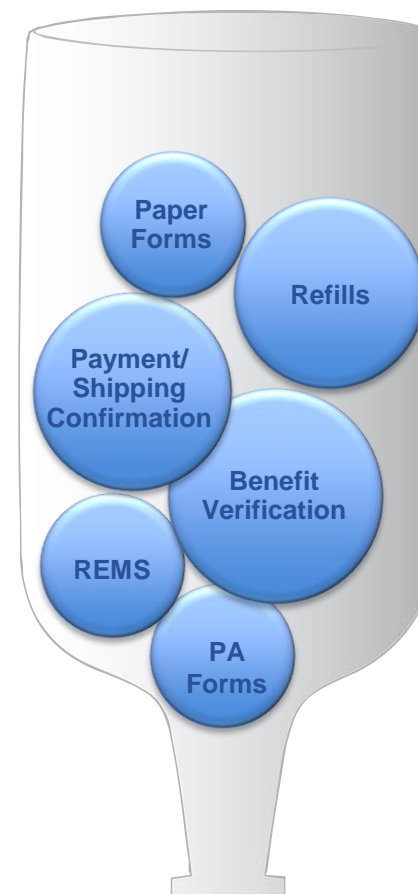 Paper
Forms
Refills
Payment/
Shipping
Confirmation
Benefit
Verification
REMS
PA
Forms